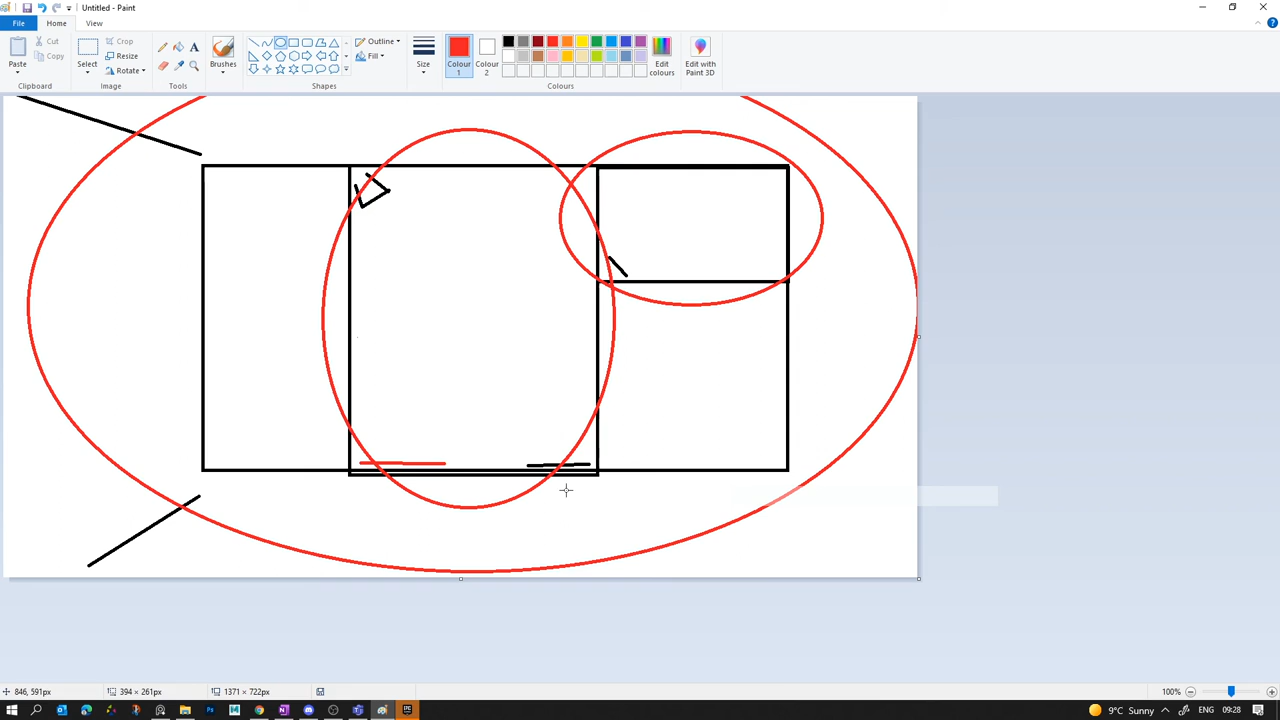 Untitled - Paint
File Home View
Paste
Cut
Copy
Clipboard
Select
Crop
Resize
Rotate
Image
A
Tools
Brushes
Outline
Fill
Shapes
Size
Colour 1
Colour 2
Edit colours
Colours
Edit with Paint 3D
846, 591px
394 × 261px
1371 × 722px
100%
9°C Sunny
ENG
09:28